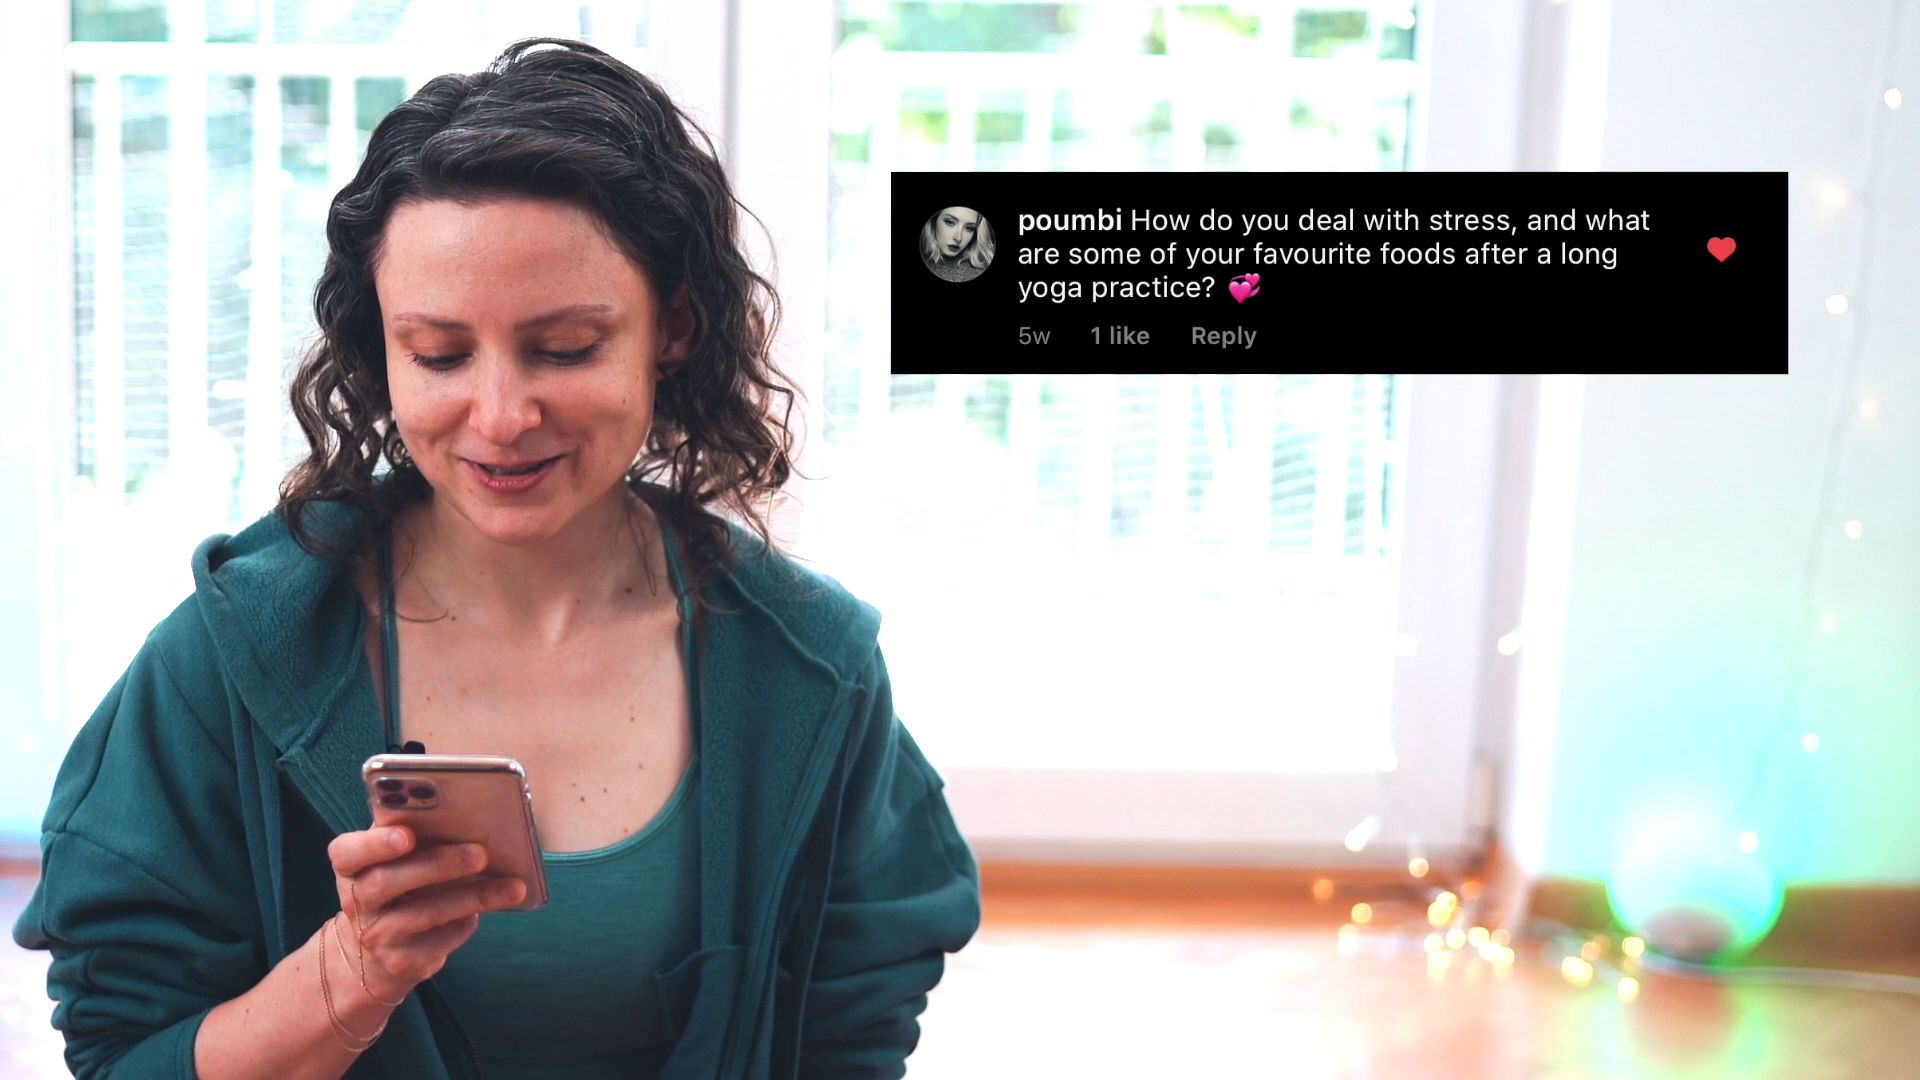 poumbi How do you deal with stress, and what
are some of your favourite foods after a long
yoga practice? 💞
5w 1 like Reply